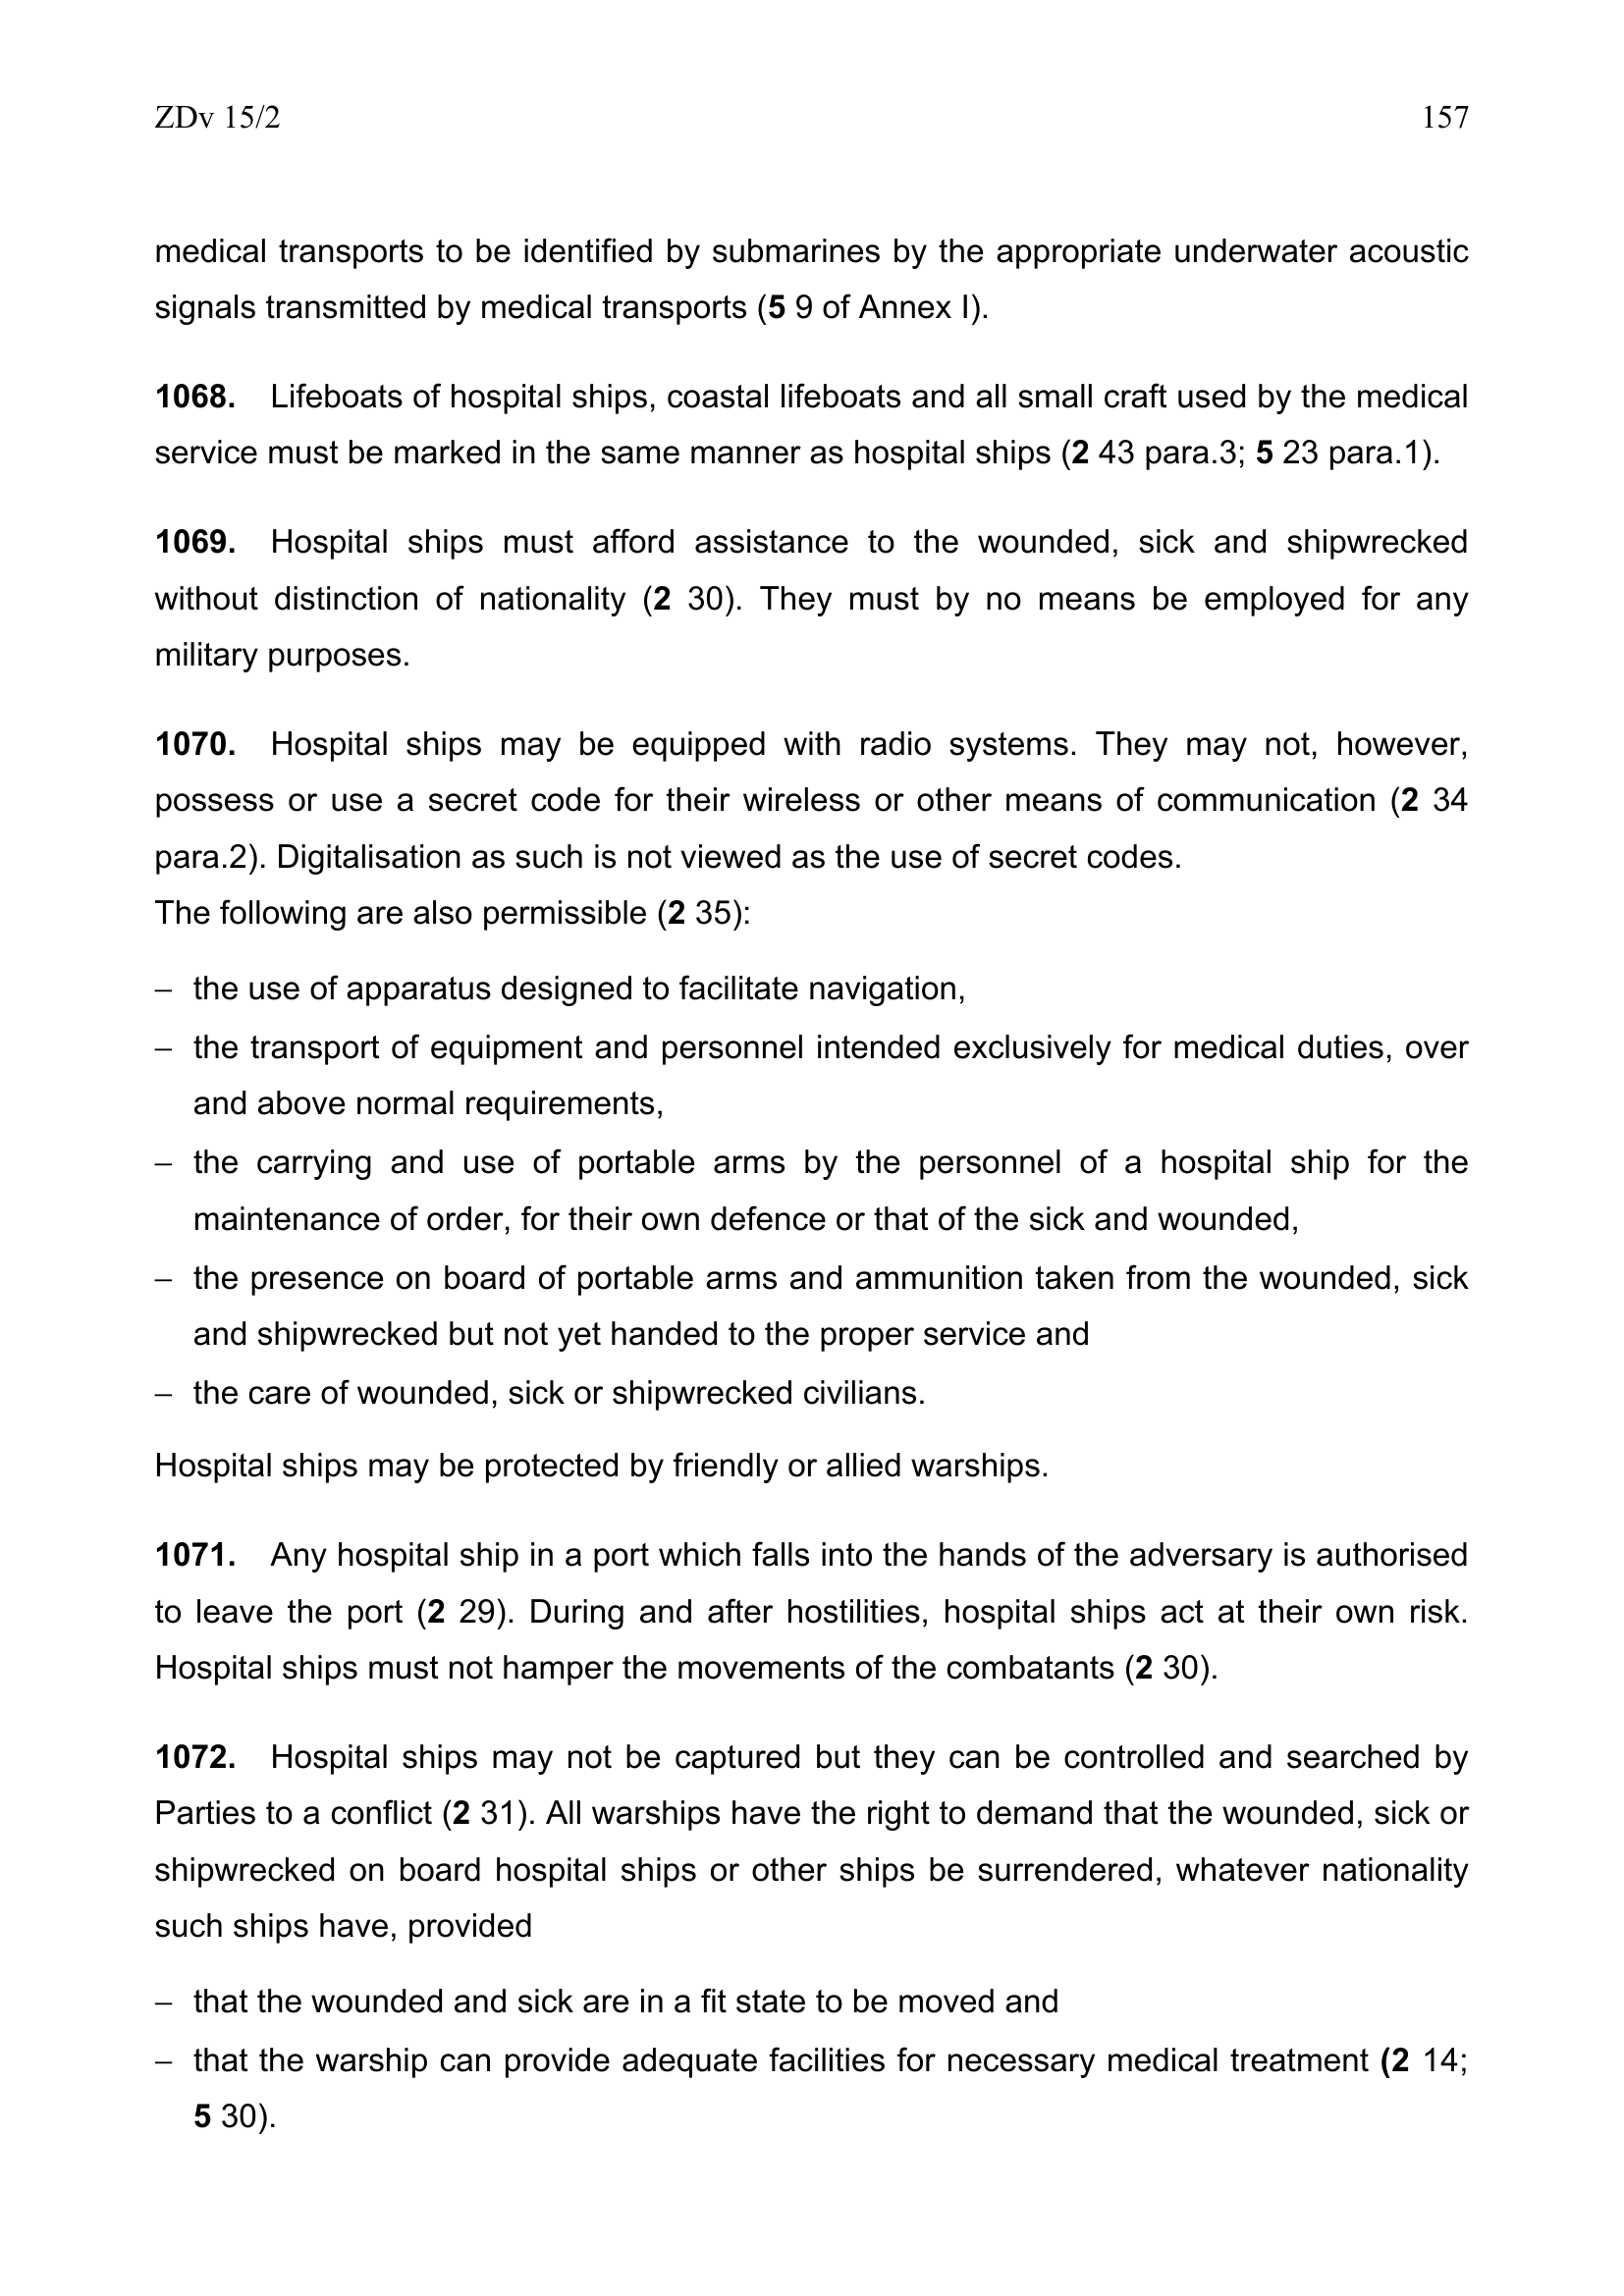 ZDv 15/2 157
medical transports to be identified by submarines by the appropriate underwater acoustic
signals transmitted by medical transports (5 9 of Annex I).
1068. Lifeboats of hospital ships, coastal lifeboats and all small craft used by the medical
service must be marked in the same manner as hospital ships (2 43 para.3; 5 23 para.1).
1069. Hospital ships must afford assistance to the wounded, sick and shipwrecked
without distinction of nationality (2 30). They must by no means be employed for any
military purposes.
1070. Hospital ships may be equipped with radio systems. They may not, however,
possess or use a secret code for their wireless or other means of communication (2 34
para.2). Digitalisation as such is not viewed as the use of secret codes.
The following are also permissible (2 35):
– the use of apparatus designed to facilitate navigation,
– the transport of equipment and personnel intended exclusively for medical duties, over
and above normal requirements,
– the carrying and use of portable arms by the personnel of a hospital ship for the
maintenance of order, for their own defence or that of the sick and wounded,
– the presence on board of portable arms and ammunition taken from the wounded, sick
and shipwrecked but not yet handed to the proper service and
– the care of wounded, sick or shipwrecked civilians.
Hospital ships may be protected by friendly or allied warships.
1071. Any hospital ship in a port which falls into the hands of the adversary is authorised
to leave the port (2 29). During and after hostilities, hospital ships act at their own risk.
Hospital ships must not hamper the movements of the combatants (2 30).
1072. Hospital ships may not be captured but they can be controlled and searched by
Parties to a conflict (2 31). All warships have the right to demand that the wounded, sick or
shipwrecked on board hospital ships or other ships be surrendered, whatever nationality
such ships have, provided
– that the wounded and sick are in a fit state to be moved and
– that the warship can provide adequate facilities for necessary medical treatment (2 14;
5 30).